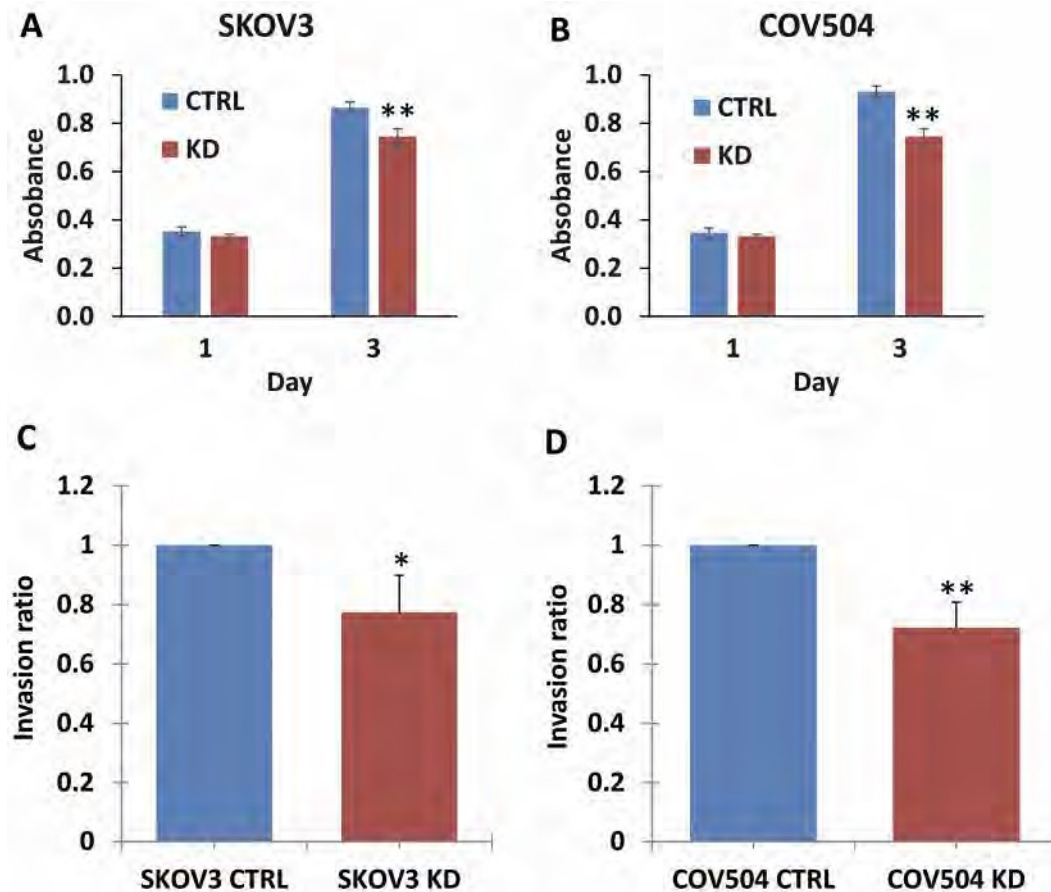 A
SKOV3
Absobance
1.0
0.8
0.6
0.4
0.2
0.0
CTRL
KD
**
1
3
Day
B
COV504
Absobance
1.0
0.8
0.6
0.4
0.2
0.0
CTRL
KD
**
1
3
Day
C
Invasion ratio
1.2
1
0.8
0.6
0.4
0.2
0
*
SKOV3 CTRL
SKOV3 KD
D
Invasion ratio
1.2
1
0.8
0.6
0.4
0.2
0
**
COV504 CTRL
COV504 KD